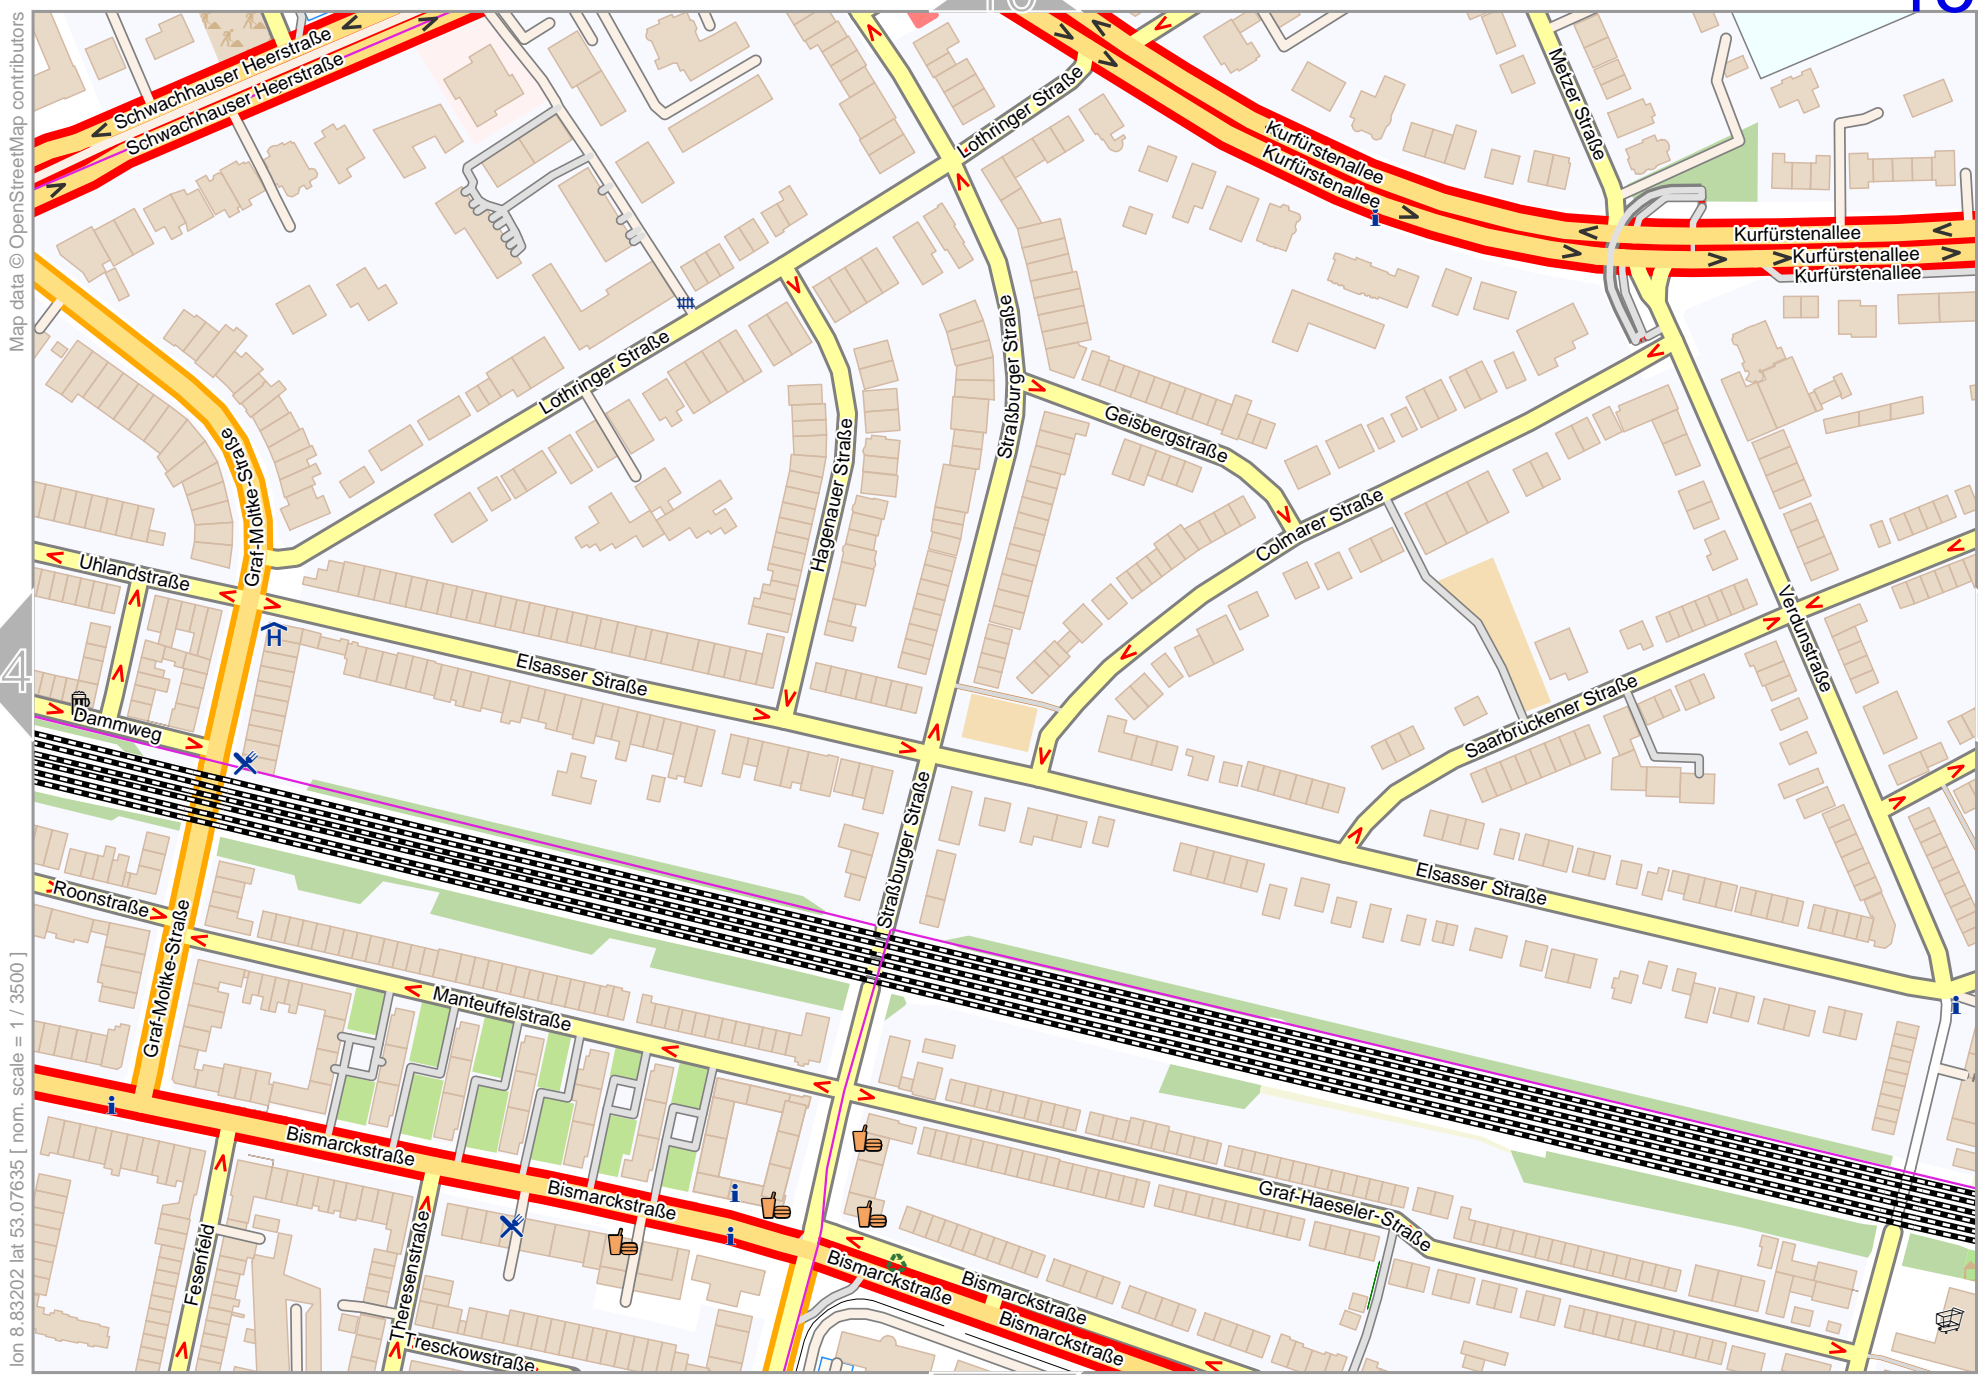 Map data © OpenStreetMap contributors
Schwachhauser Heerstraße
Schwachhauser Heerstraße
Lothringer Straße
Kurfürstenallee
Kurfürstenallee
Metzer Straße
Kurfürstenallee
Kurfürstenallee
Kurfürstenallee
Lothringer Straße
Straßburger Straße
Geisbergstraße
Graf-Moltke-Straße
Hagenauer Straße
Colmarer Straße
Uhlandstraße
H
4
Elsasser Straße
Verdunstraße
Dammweg
Saarbrückener Straße
Straßburger Straße
Elsasser Straße
Roonstraße
Graf-Moltke-Straße
Manteuffelstraße
Bismarckstraße
Bismarckstraße
Graf-Haeseler-Straße
Fesenfeld
Theresenstraße
Bismarckstraße
Bismarckstraße
Bismarckstraße
Tresckowstraße
lon 8.83202 lat 53.07635 [ nom. scale = 1 / 3500 ]